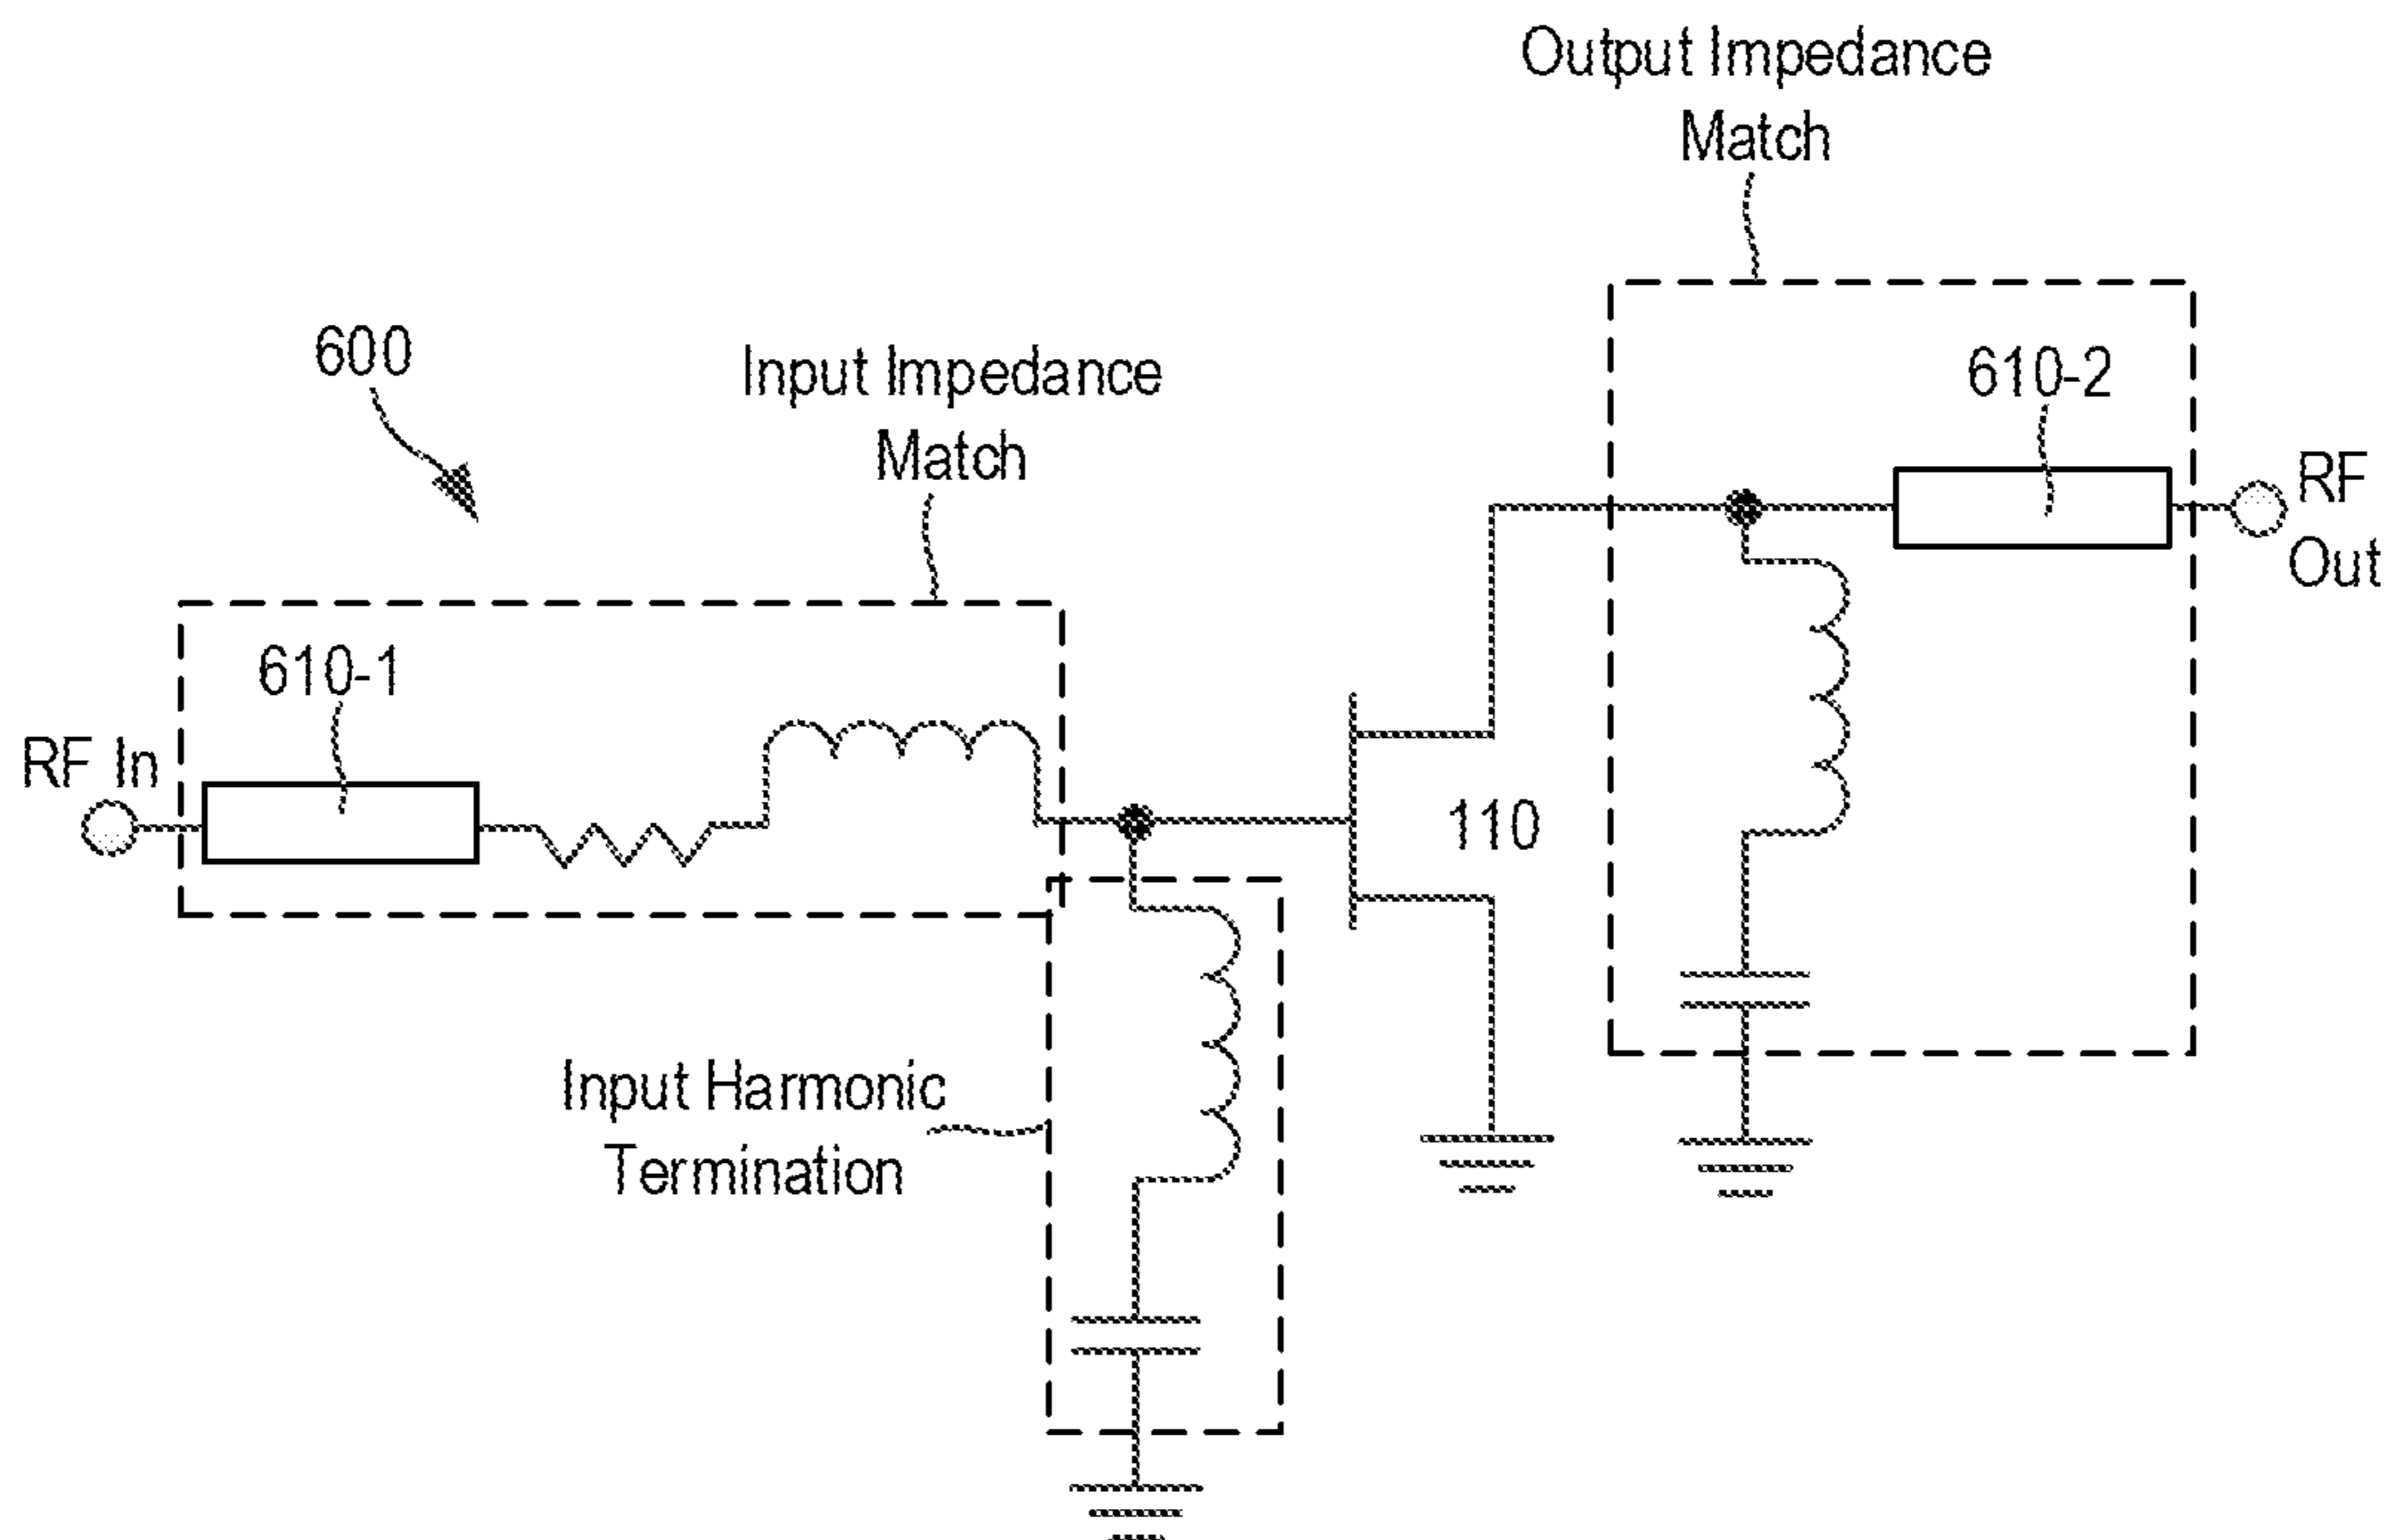 Output Impedance
Match
600
Input Impedance
Match
610-2
RF
Out
610-1
RF In
110
Input Harmonic
Termination